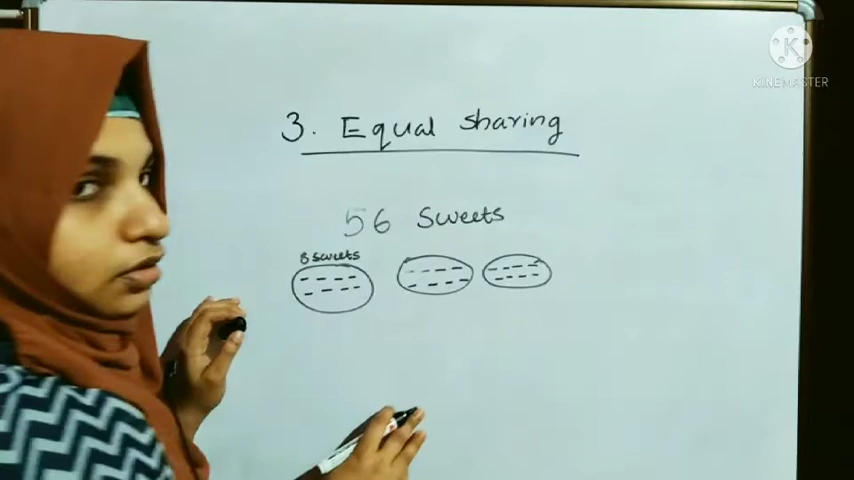 3. Equal sharing
56 Sweets
8 sweets
K
KINEMASTER